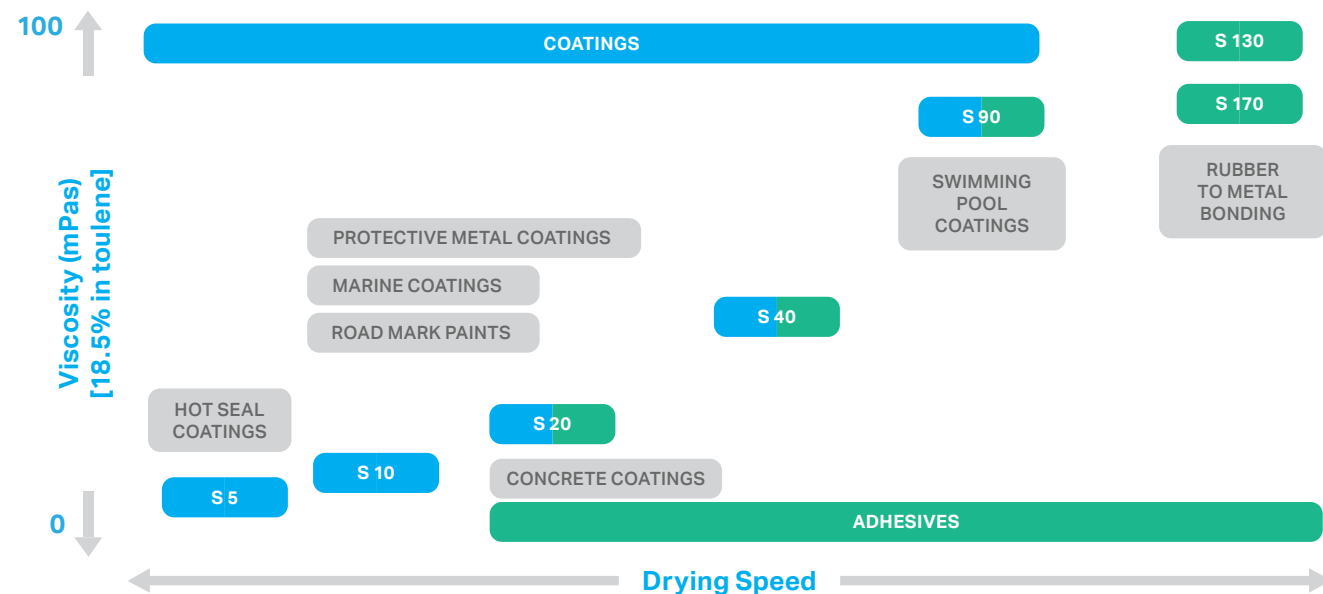 100
COATINGS
S 130
S 170
S 90
SWIMMING
POOL
COATINGS
RUBBER
TO METAL
BONDING
Viscosity (mPas)
[18.5% in toulene]
PROTECTIVE METAL COATINGS
MARINE COATINGS
ROAD MARK PAINTS
S 40
HOT SEAL
COATINGS
S 20
S 10
CONCRETE COATINGS
S 5
0
ADHESIVES
Drying Speed